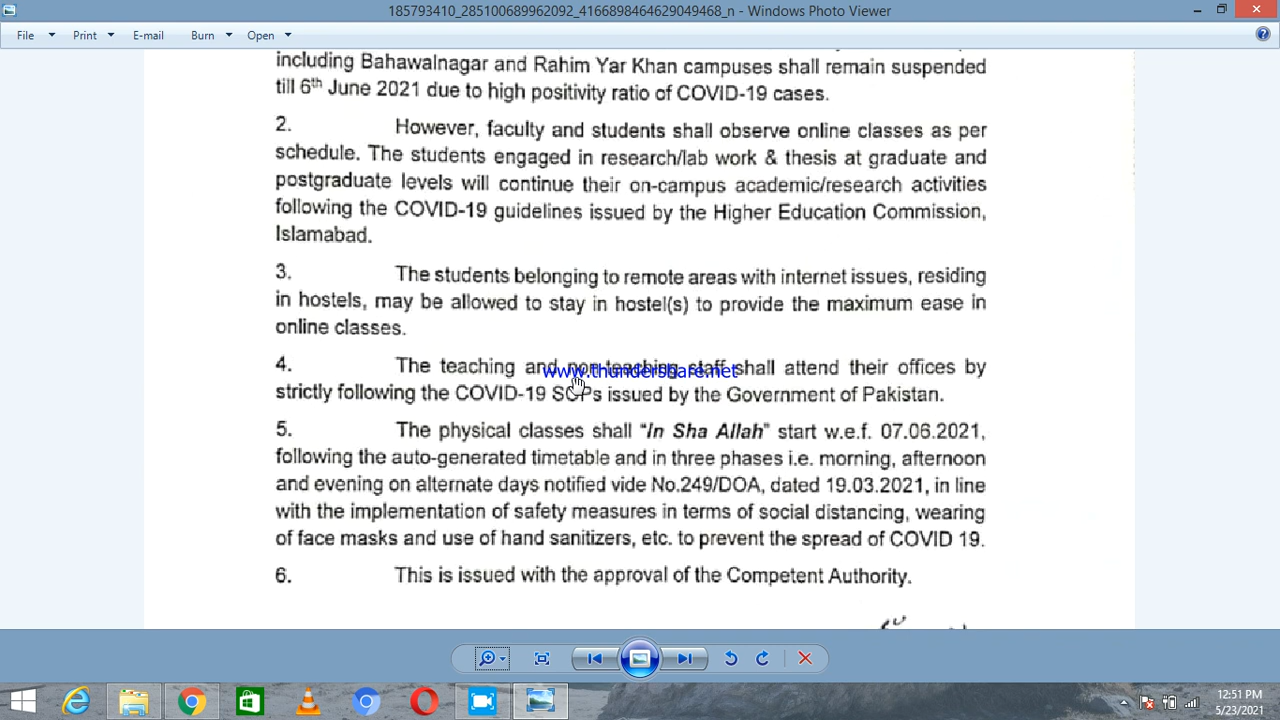 185793410_285100689962092_4166898464629049468_n - Windows Photo Viewer
File Print E-mail Burn Open
including Bahawalnagar and Rahim Yar Khan campuses shall remain suspended
till 6th June 2021 due to high positivity ratio of COVID-19 cases.
2. However, faculty and students shall observe online classes as per
schedule. The students engaged in research/lab work & thesis at graduate and
postgraduate levels will continue their on-campus academic/research activities
following the COVID-19 guidelines issued by the Higher Education Commission,
Islamabad.
3. The students belonging to remote areas with internet issues, residing
in hostels, may be allowed to stay in hostel(s) to provide the maximum ease in
online classes.
4. The teaching and non-teaching staff shall attend their offices by
www.thundershare.net
strictly following the COVID-19 SOPs issued by the Government of Pakistan.
5. The physical classes shall “In Sha Allah” start w.e.f. 07.06.2021,
following the auto-generated timetable and in three phases i.e. morning, afternoon
and evening on alternate days notified vide No.249/DOA, dated 19.03.2021, in line
with the implementation of safety measures in terms of social distancing, wearing
of face masks and use of hand sanitizers, etc. to prevent the spread of COVID 19.
6. This is issued with the approval of the Competent Authority.
12:51 PM
5/23/2021